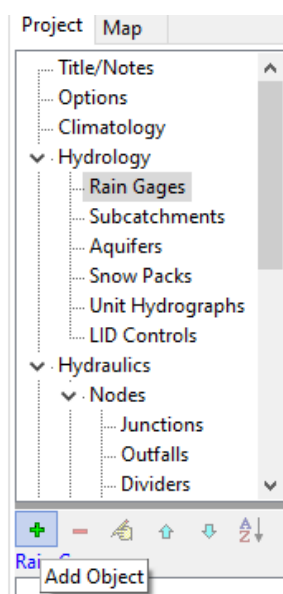 Project Map
Title/Notes
Options
Climatology
Hydrology
Rain Gages
Subcatchments
Aquifers
Snow Packs
Unit Hydrographs
LID Controls
Hydraulics
Nodes
Junctions
Outfalls
Dividers
A
Z
Add Object